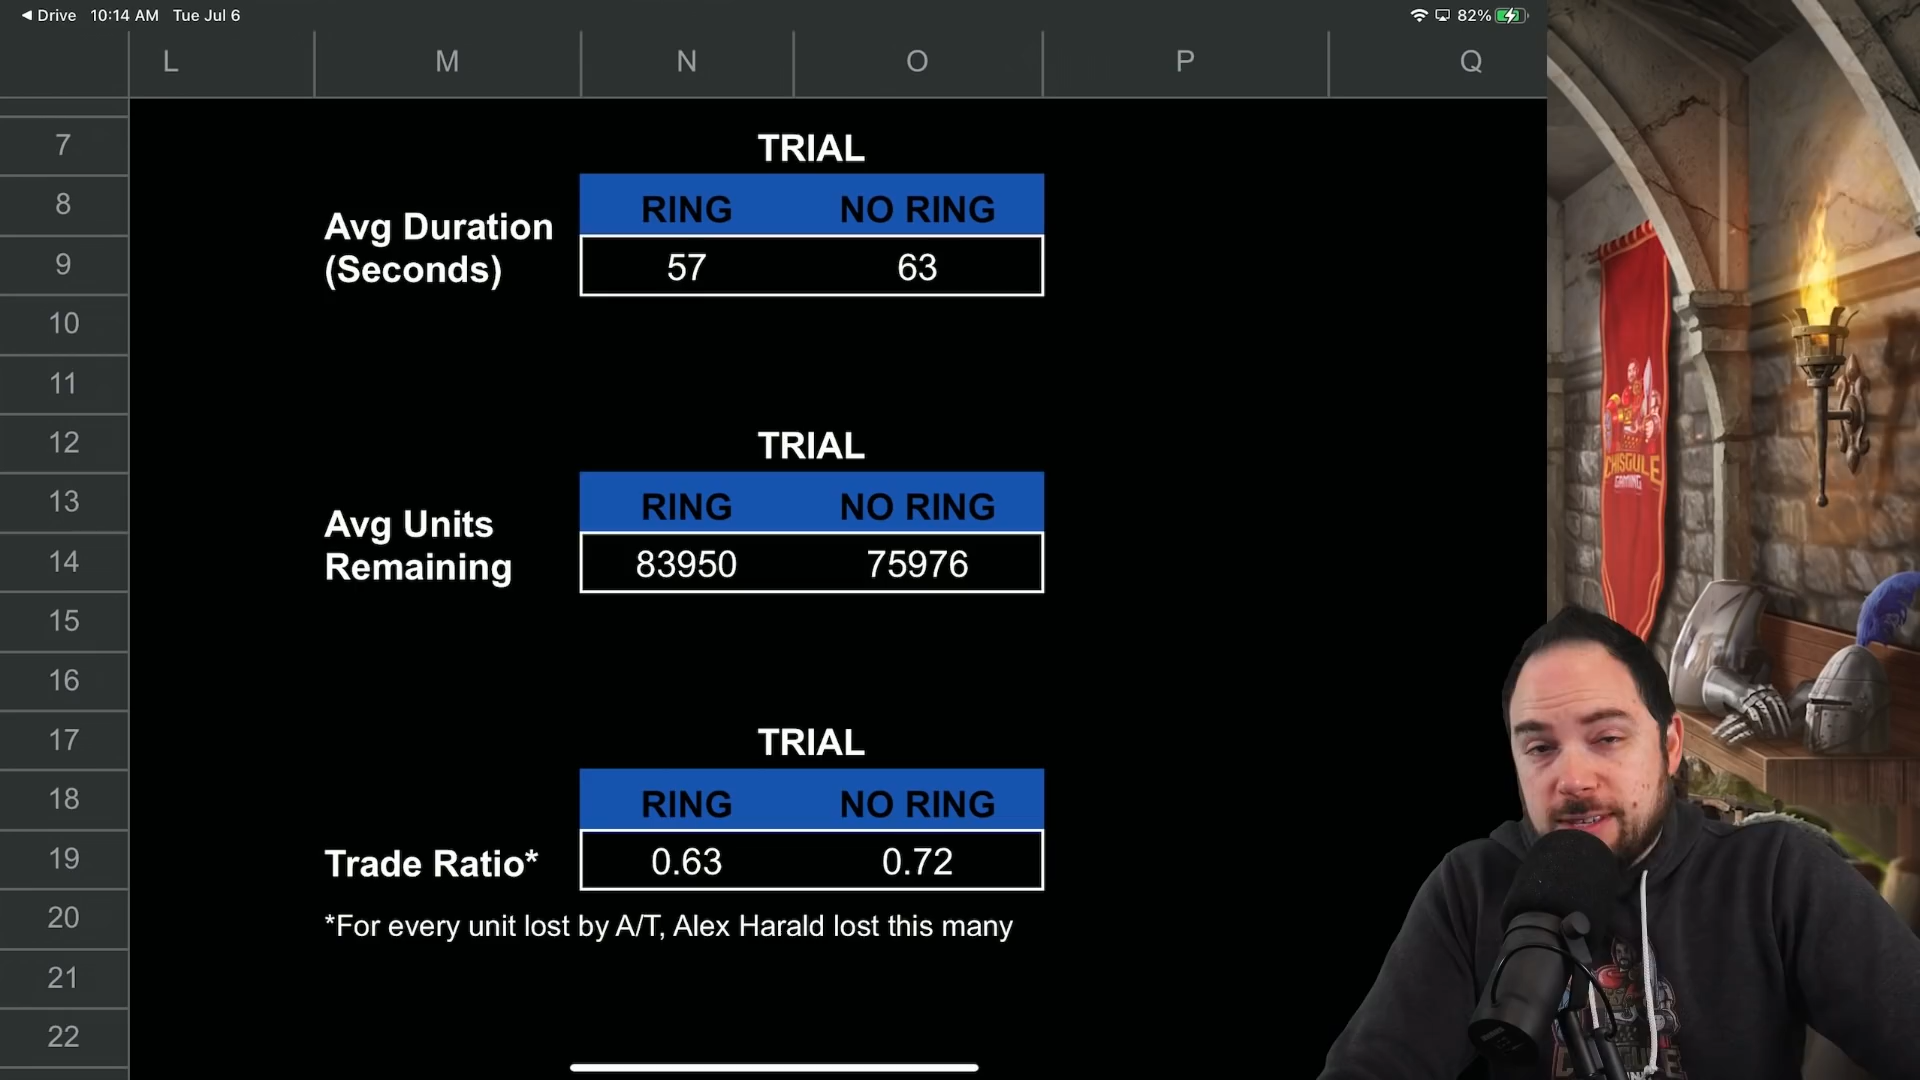 Drive 10:14 AM Tue Jul 6
82%
L M N O P Q
7
TRIAL
8
RING NO RING
Avg Duration
(Seconds)
9
57 63
10
11
12
TRIAL
13
RING NO RING
Avg Units
Remaining
14
83950 75976
15
16
17
TRIAL
18
RING NO RING
19
Trade Ratio*
0.63 0.72
20
*For every unit lost by A/T, Alex Harald lost this many
21
22
CHISGULE
GAMING